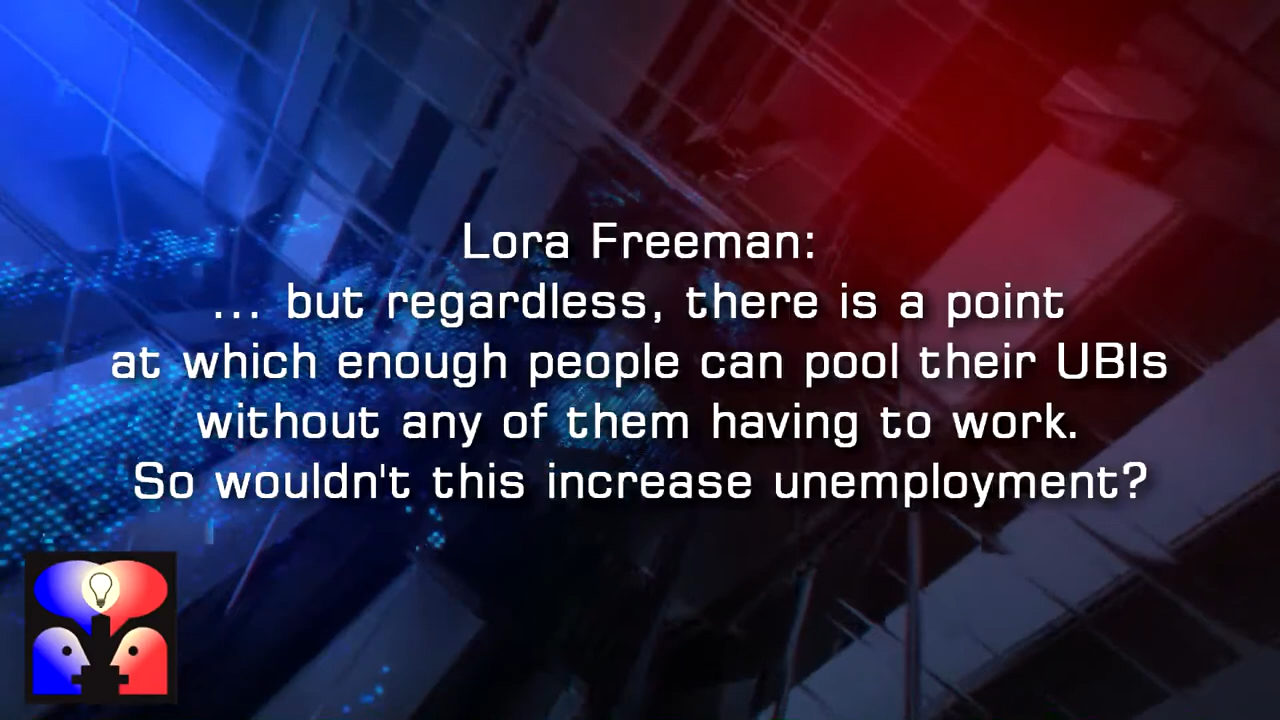 Lora Freeman:
... but regardless, there is a point
at which enough people can pool their UBIs
without any of them having to work.
So wouldn't this increase unemployment?